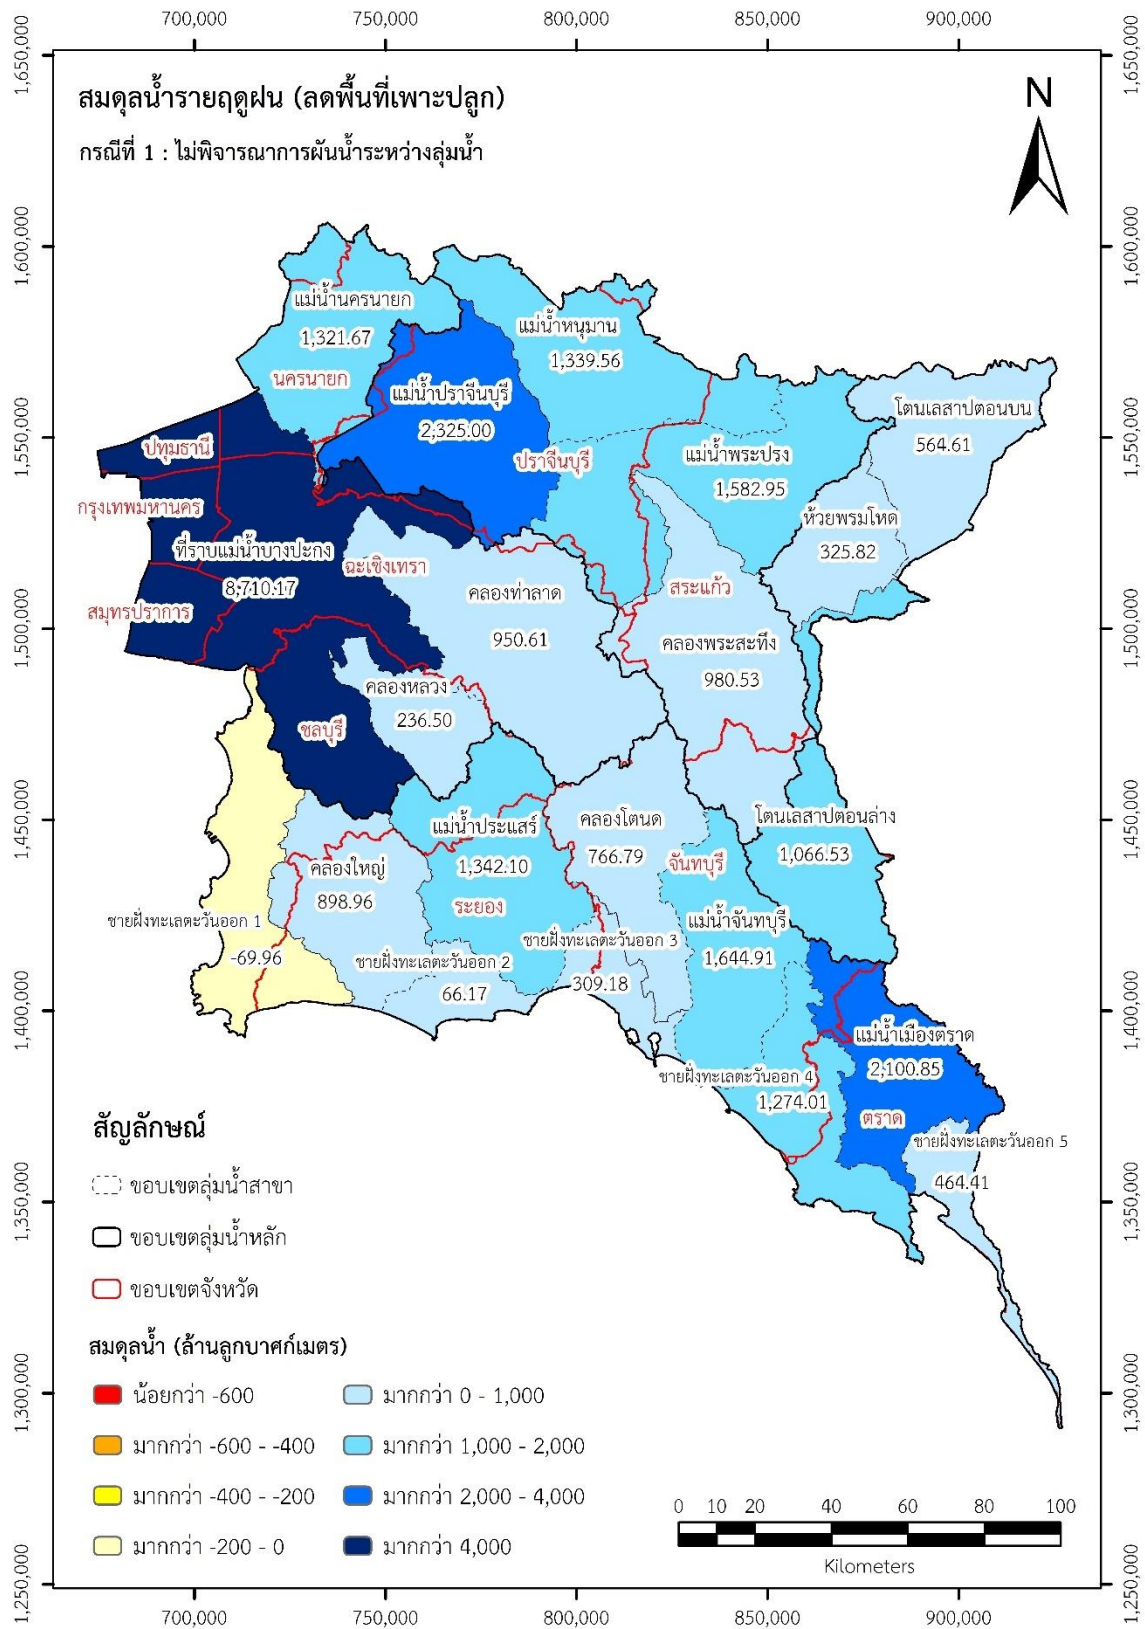 700,000
750,000
800,000
850,000
900,000
1,650,000
1,650,000
สมดุลน้ำรายฤดูฝน (ลดพื้นที่เพาะปลูก)
กรณีที่ 1 : ไม่พิจารณาการผันน้ำระหว่างลุ่มน้ำ
N
1,600,000
1,600,000
แม่น้ำนครนายก
1,321.67
นครนายก
แม่น้ำหนุมาน
1,339.56
แม่น้ำปราจีนบุรี
2,325.00
โตนเลสาปตอนบน
564.61
1,550,000
1,550,000
ปทุมธานี
ปราจีนบุรี
แม่น้ำพระปรง
1,582.95
กรุงเทพมหานคร
ห้วยพรมโหด
325.82
ที่ราบแม่น้ำบางปะกง
8,710.17
ฉะเชิงเทรา
คลองท่าลาด
950.61
สระแก้ว
สมุทรปราการ
1,500,000
1,500,000
คลองพระสะทึง
980.53
คลองหลวง
236.50
ชลบุรี
1,450,000
1,450,000
แม่น้ำประแสร์
1,342.10
คลองโตนด
766.79
โตนเลสาปตอนล่าง
1,066.53
คลองใหญ่
898.96
ระยอง
จันทบุรี
ชายฝั่งทะเลตะวันออก 1
-69.96
ชายฝั่งทะเลตะวันออก 2
66.17
ชายฝั่งทะเลตะวันออก 3
309.18
แม่น้ำจันทบุรี
1,644.91
1,400,000
1,400,000
แม่น้ำเมืองตราด
2,100.85
ชายฝั่งทะเลตะวันออก 4
1,274.01
ตราด
ชายฝั่งทะเลตะวันออก 5
464.41
สัญลักษณ์
ขอบเขตลุ่มน้ำสาขา
1,350,000
1,350,000
ขอบเขตลุ่มน้ำหลัก
ขอบเขตจังหวัด
สมดุลน้ำ (ล้านลูกบาศก์เมตร)
1,300,000
1,300,000
น้อยกว่า -600
มากกว่า 0 - 1,000
มากกว่า -600 - -400
มากกว่า 1,000 - 2,000
มากกว่า -400 - -200
มากกว่า 2,000 - 4,000
มากกว่า -200 - 0
มากกว่า 4,000
0 10 20 40 60 80 100
Kilometers
1,250,000
1,250,000
700,000
750,000
800,000
850,000
900,000